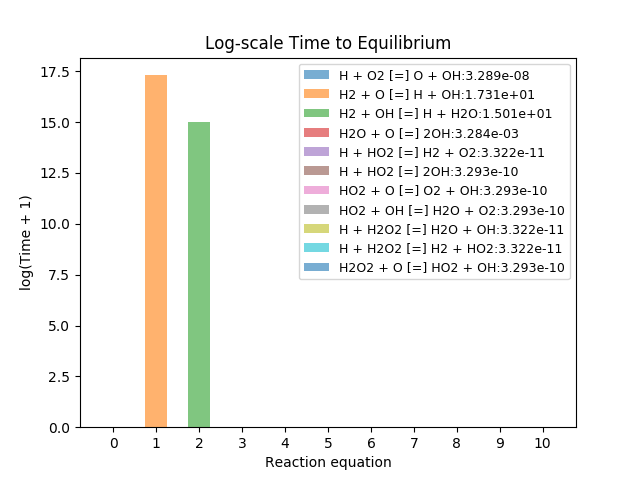 Log-scale Time to Equilibrium
17.5
15.0
12.5
10.0
7.5
5.0
2.5
0.0
log(Time + 1)
H + O2 [=] O + OH:3.289e-08
H2 + O [=] H + OH:1.731e+01
H2 + OH [=] H + H2O:1.501e+01
H2O + O [=] 2OH:3.284e-03
H + HO2 [=] H2 + O2:3.322e-11
H + HO2 [=] 2OH:3.293e-10
HO2 + O [=] O2 + OH:3.293e-10
HO2 + OH [=] H2O + O2:3.293e-10
H + H2O2 [=] H2O + OH:3.322e-11
H + H2O2 [=] H2 + HO2:3.322e-11
H2O2 + O [=] HO2 + OH:3.293e-10
0 1 2 3 4 5 6 7 8 9 10
Reaction equation